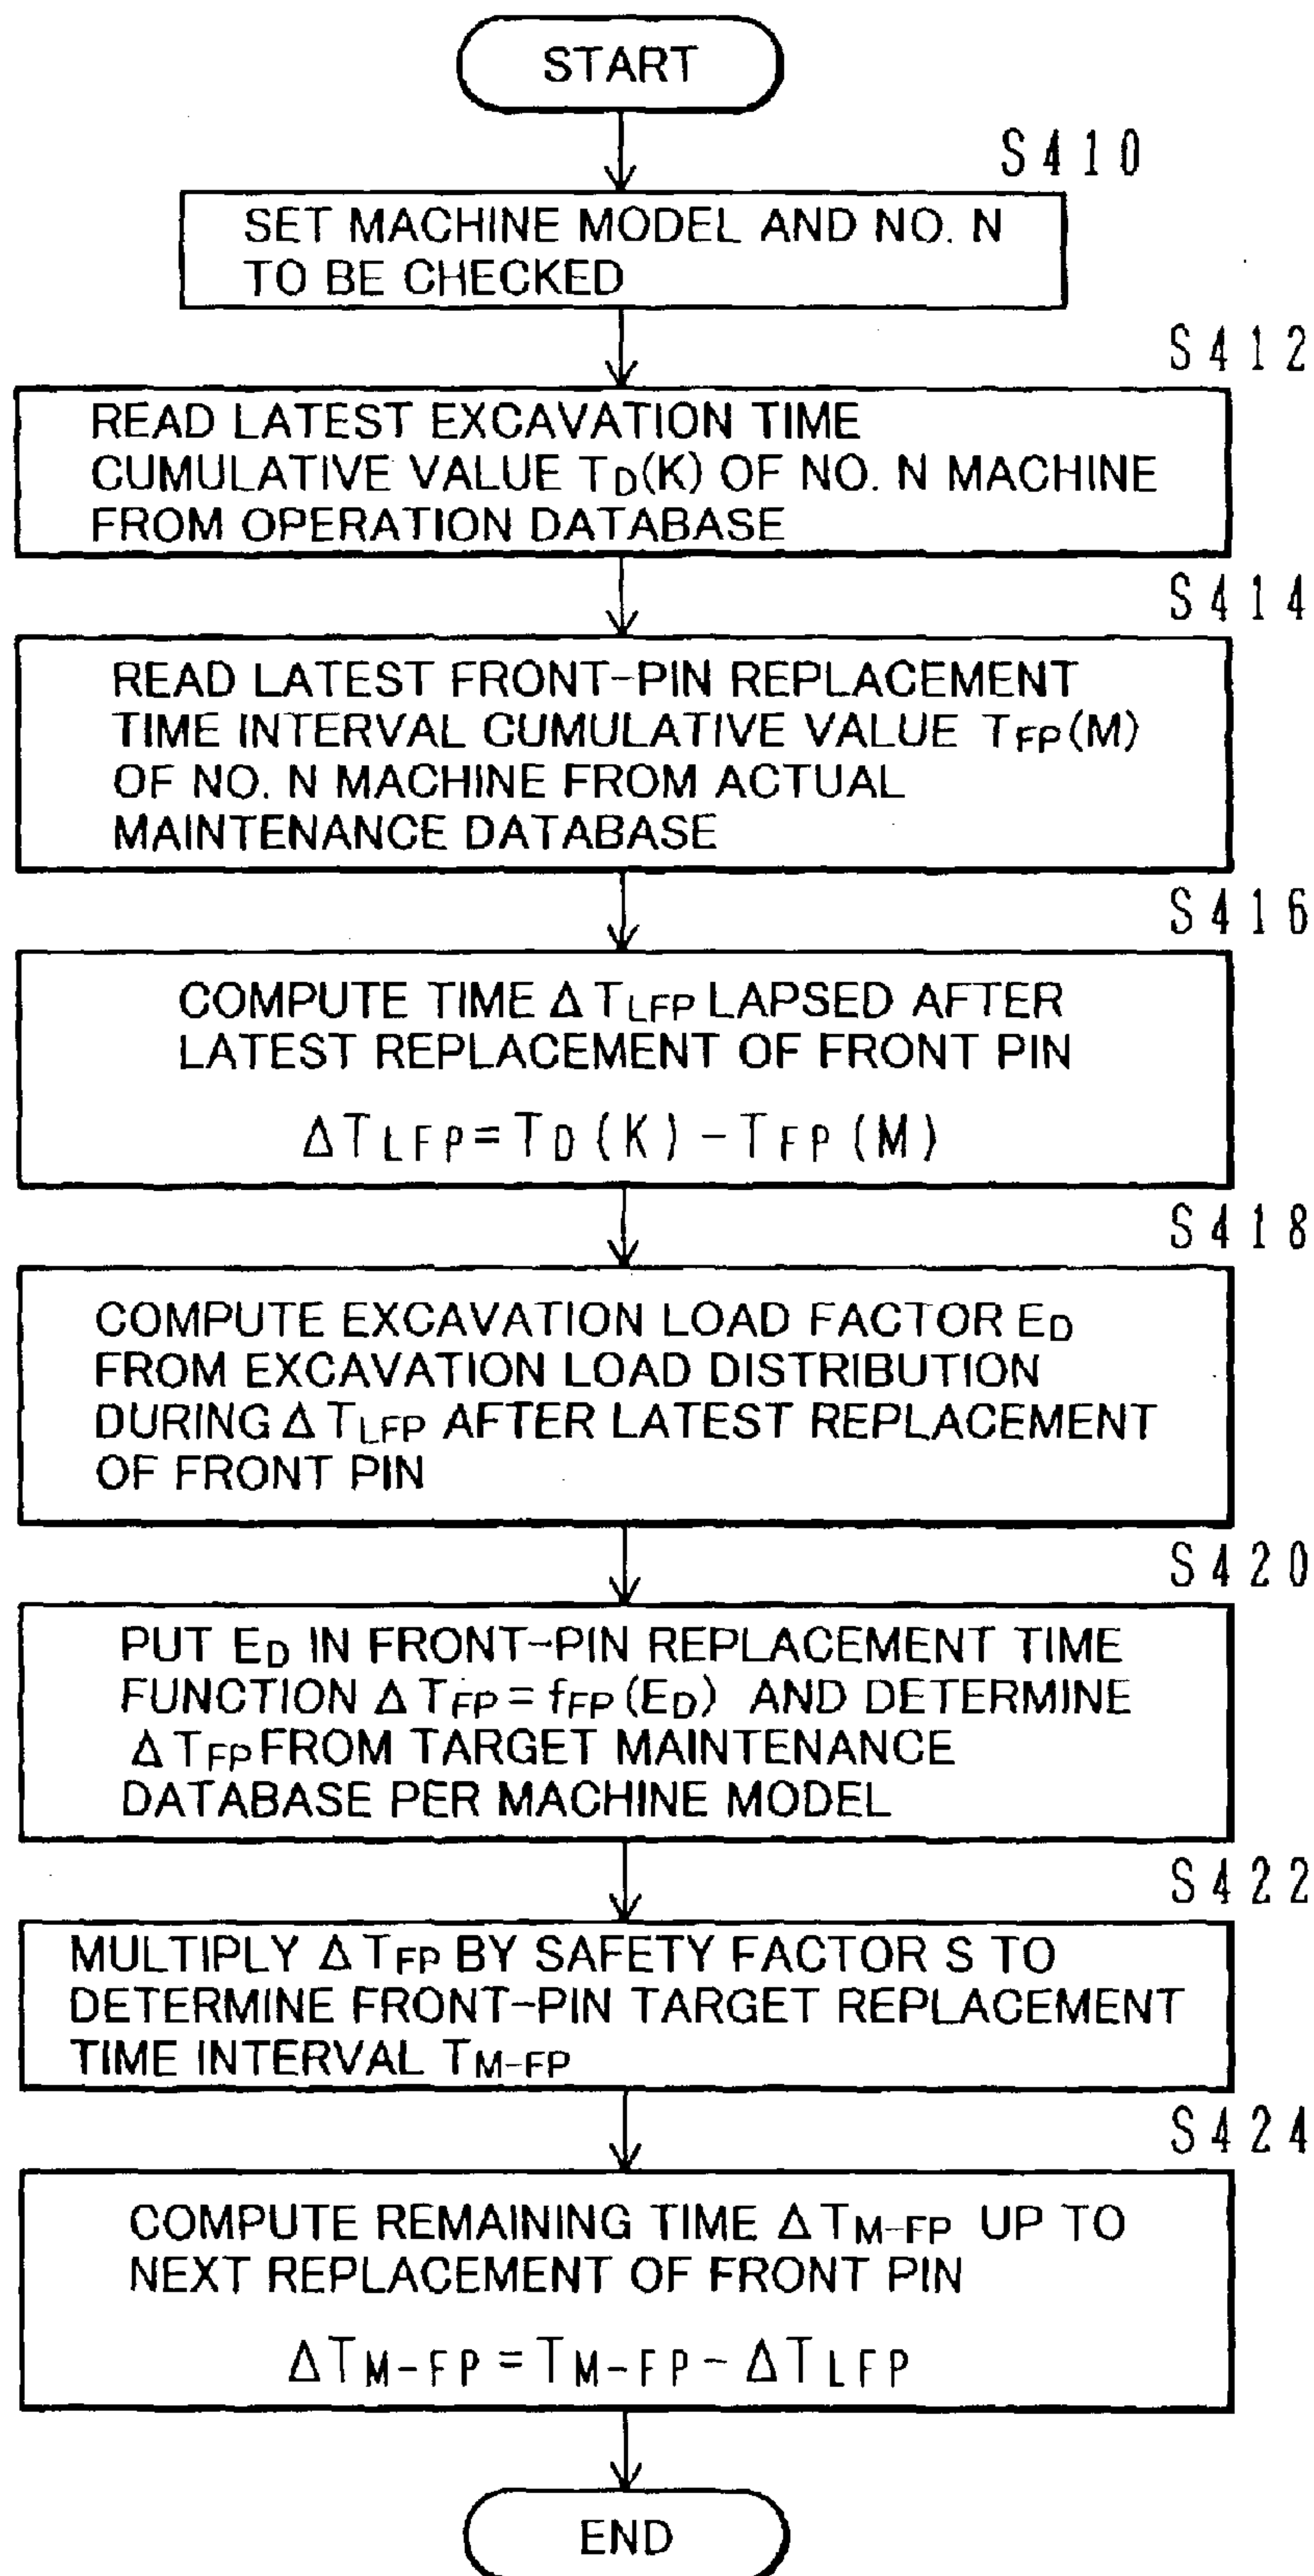 START
S410
SET MACHINE MODEL AND NO. N
TO BE CHECKED
S412
READ LATEST EXCAVATION TIME
CUMULATIVE VALUE TD(K) OF NO. N MACHINE
FROM OPERATION DATABASE
S414
READ LATEST FRONT-PIN REPLACEMENT
TIME INTERVAL CUMULATIVE VALUE TFP(M)
OF NO. N MACHINE FROM ACTUAL
MAINTENANCE DATABASE
S416
COMPUTE TIME ΔTLFP LAPSED AFTER
LATEST REPLACEMENT OF FRONT PIN
ΔTLFP=TD(K)-TFP(M)
S418
COMPUTE EXCAVATION LOAD FACTOR ED
FROM EXCAVATION LOAD DISTRIBUTION
DURING ΔTLFP AFTER LATEST REPLACEMENT
OF FRONT PIN
S420
PUT ED IN FRONT-PIN REPLACEMENT TIME
FUNCTION ΔTFP=fFP(ED) AND DETERMINE
ΔTFP FROM TARGET MAINTENANCE
DATABASE PER MACHINE MODEL
S422
MULTIPLY ΔTFP BY SAFETY FACTOR S TO
DETERMINE FRONT-PIN TARGET REPLACEMENT
TIME INTERVAL TM-FP
S424
COMPUTE REMAINING TIME ΔTM-FP UP TO
NEXT REPLACEMENT OF FRONT PIN
ΔTM-FP=TM-FP-ΔTLFP
END